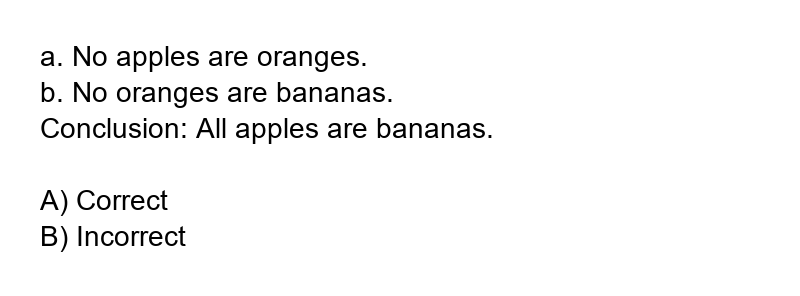 a. No apples are oranges.
b. No oranges are bananas.
Conclusion: All apples are bananas.
A) Correct
B) Incorrect